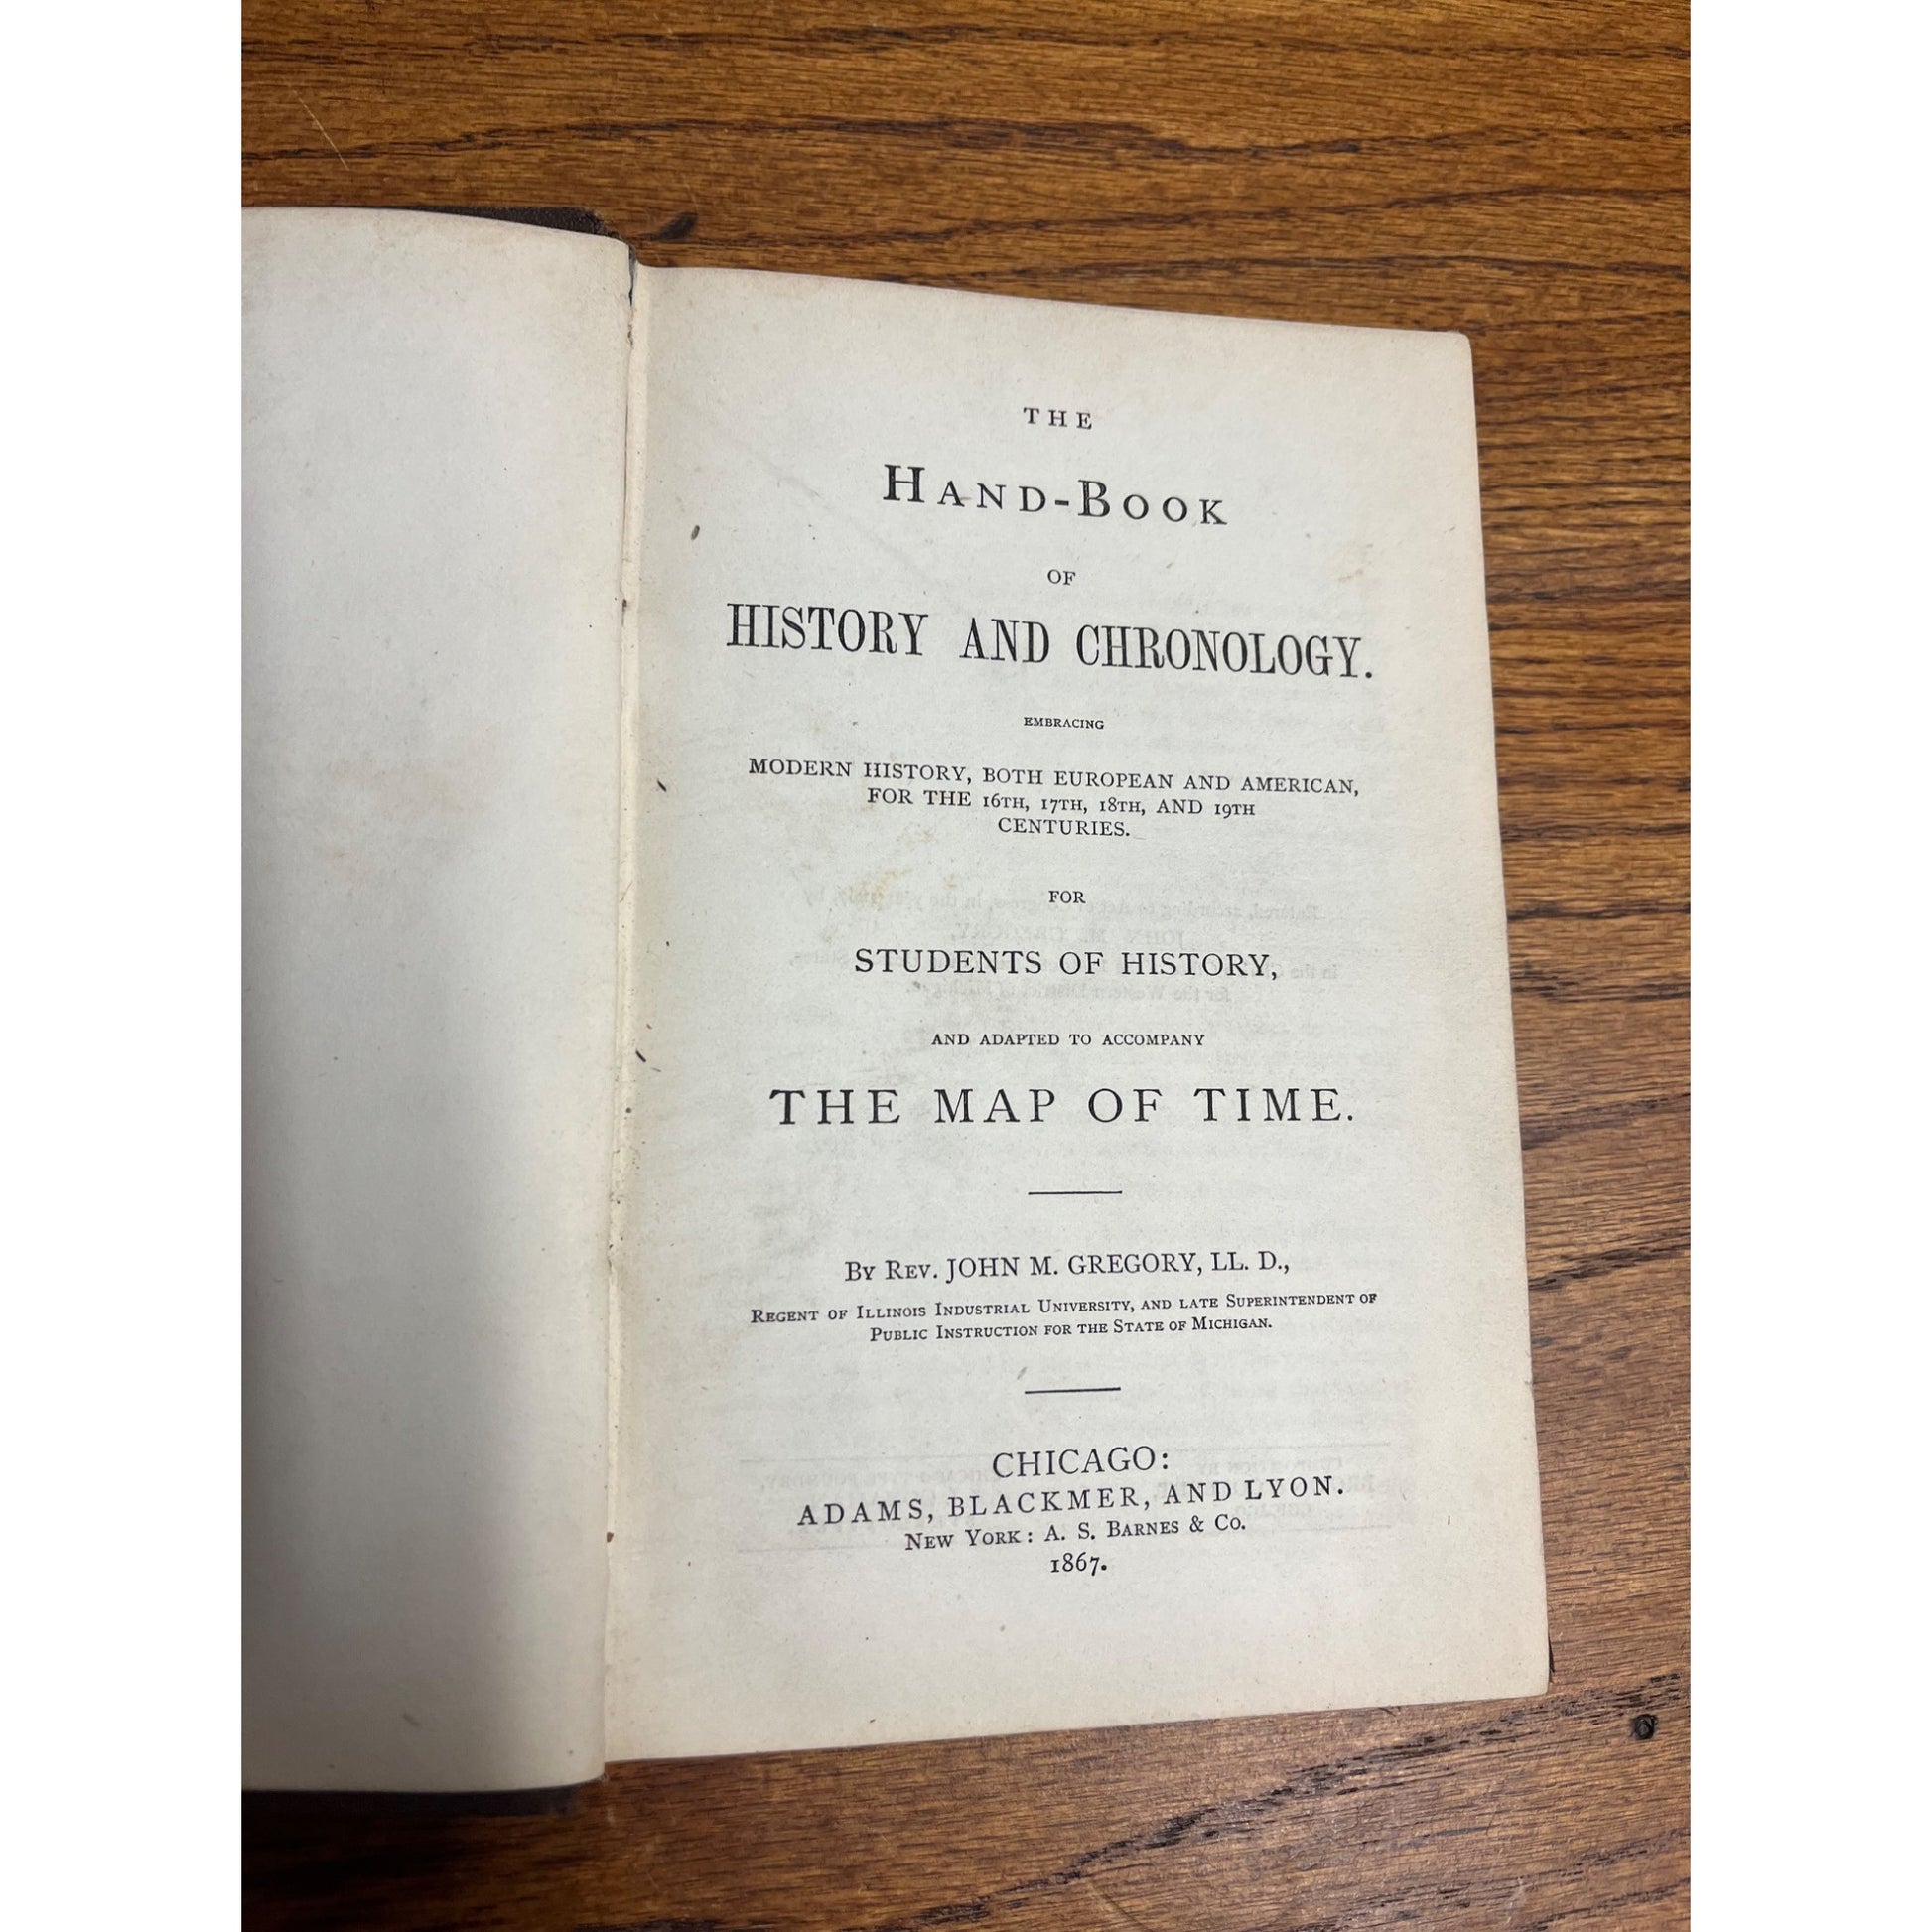 THE
HAND-BOOK
OF
HISTORY AND CHRONOLOGY.
EMBRACING
MODERN HISTORY, BOTH EUROPEAN AND AMERICAN,
FOR THE 16TH, 17TH, 18TH, AND 19TH
CENTURIES.
FOR
STUDENTS OF HISTORY,
AND ADAPTED TO ACCOMPANY
THE MAP OF TIME.
BY REV. JOHN M. GREGORY, LL. D.,
REGENT OF ILLINOIS INDUSTRIAL UNIVERSITY, AND LATE SUPERINTENDENT OF
PUBLIC INSTRUCTION FOR THE STATE OF MICHIGAN.
CHICAGO:
ADAMS, BLACKMER, AND LYON.
NEW YORK: A. S. BARNES & CO.
1867.